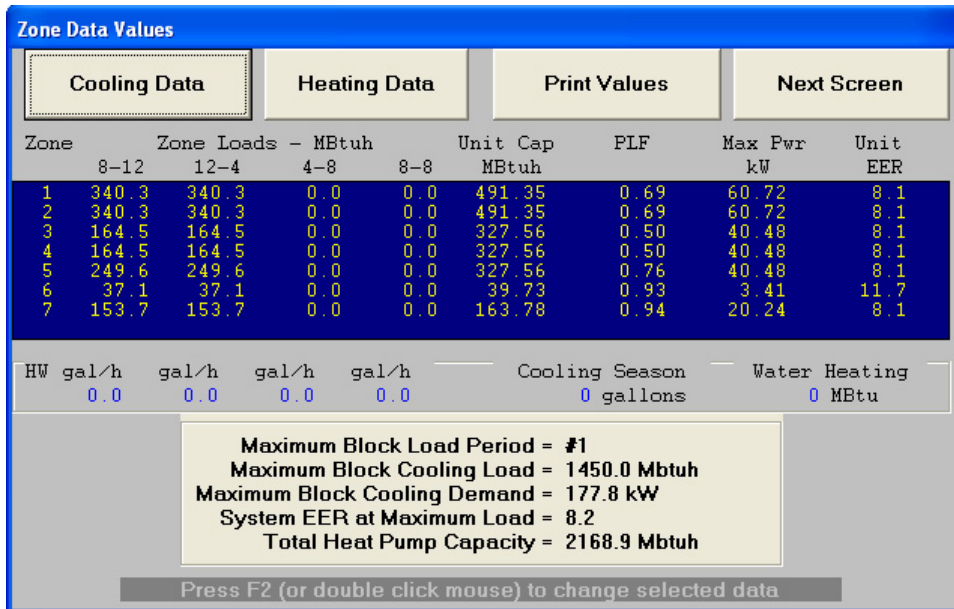 Zone Data Values
Cooling Data Heating Data Print Values Next Screen
Zone Zone Loads - MBtuh Unit Cap PLF Max Pwr Unit
8-12 12-4 4-8 8-8 MBtuh kW EER
1 340.3 340.3 0.0 0.0 491.35 0.69 60.72 8.1
2 340.3 340.3 0.0 0.0 491.35 0.69 60.72 8.1
3 164.5 164.5 0.0 0.0 327.56 0.50 40.48 8.1
4 164.5 164.5 0.0 0.0 327.56 0.50 40.48 8.1
5 249.6 249.6 0.0 0.0 327.56 0.76 40.48 8.1
6 37.1 37.1 0.0 0.0 39.73 0.93 3.41 11.7
7 153.7 153.7 0.0 0.0 163.78 0.94 20.24 8.1
HW gal/h gal/h gal/h gal/h Cooling Season Water Heating
0.0 0.0 0.0 0.0 0 gallons 0 MBtu
Maximum Block Load Period = #1
Maximum Block Cooling Load = 1450.0 Mbtuh
Maximum Block Cooling Demand = 177.8 kW
System EER at Maximum Load = 8.2
Total Heat Pump Capacity = 2168.9 Mbtuh
Press F2 (or double click mouse) to change selected data